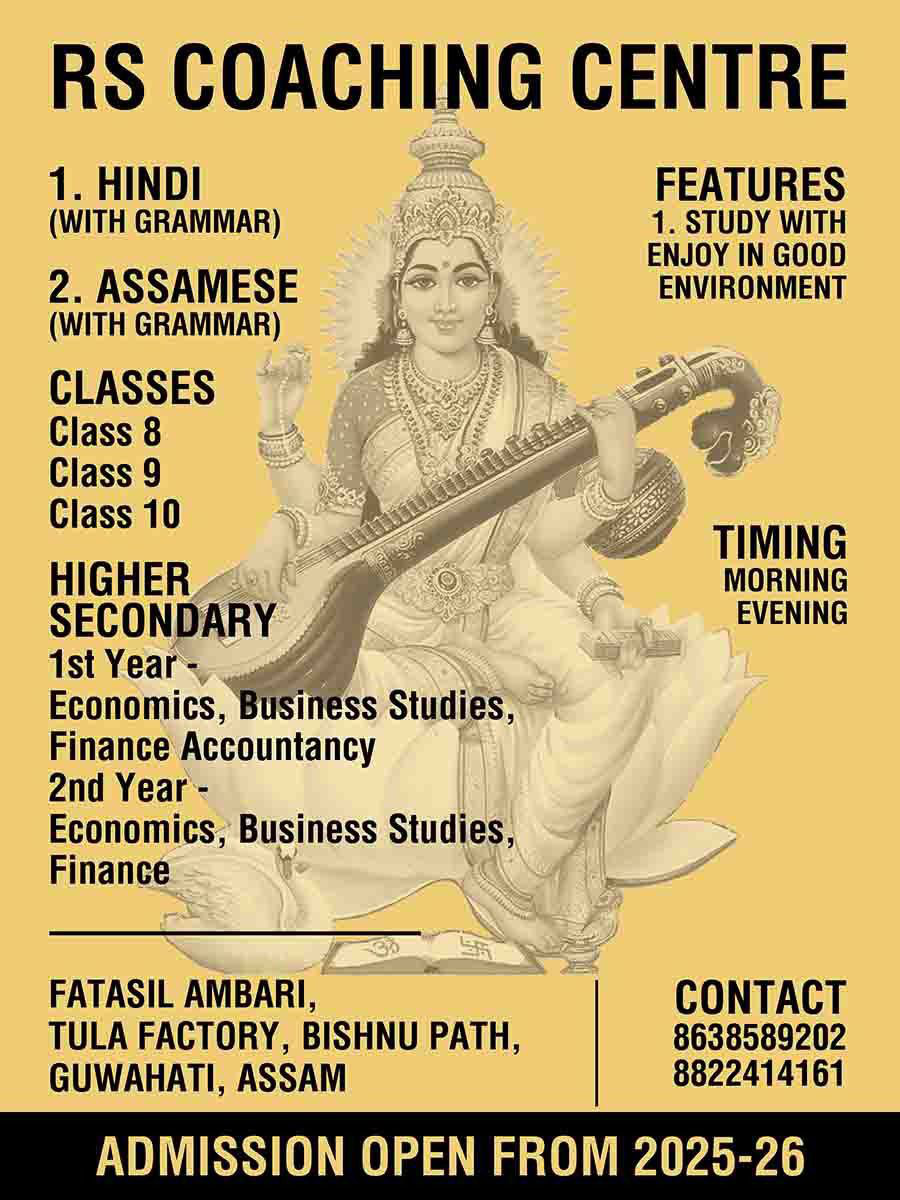 RS COACHING CENTRE
1. HINDI
(WITH GRAMMAR)
2. ASSAMESE
(WITH GRAMMAR)
CLASSES
Class 8
Class 9
Class 10
HIGHER
SECONDARY
1st Year -
Economics, Business Studies,
Finance Accountancy
2nd Year -
Economics, Business Studies,
Finance
FEATURES
1. STUDY WITH
ENJOY IN GOOD
ENVIRONMENT
TIMING
MORNING
EVENING
ॐ
卐
FATASIL AMBARI,
TULA FACTORY, BISHNU PATH,
GUWAHATI, ASSAM
CONTACT
8638589202
8822414161
ADMISSION OPEN FROM 2025-26